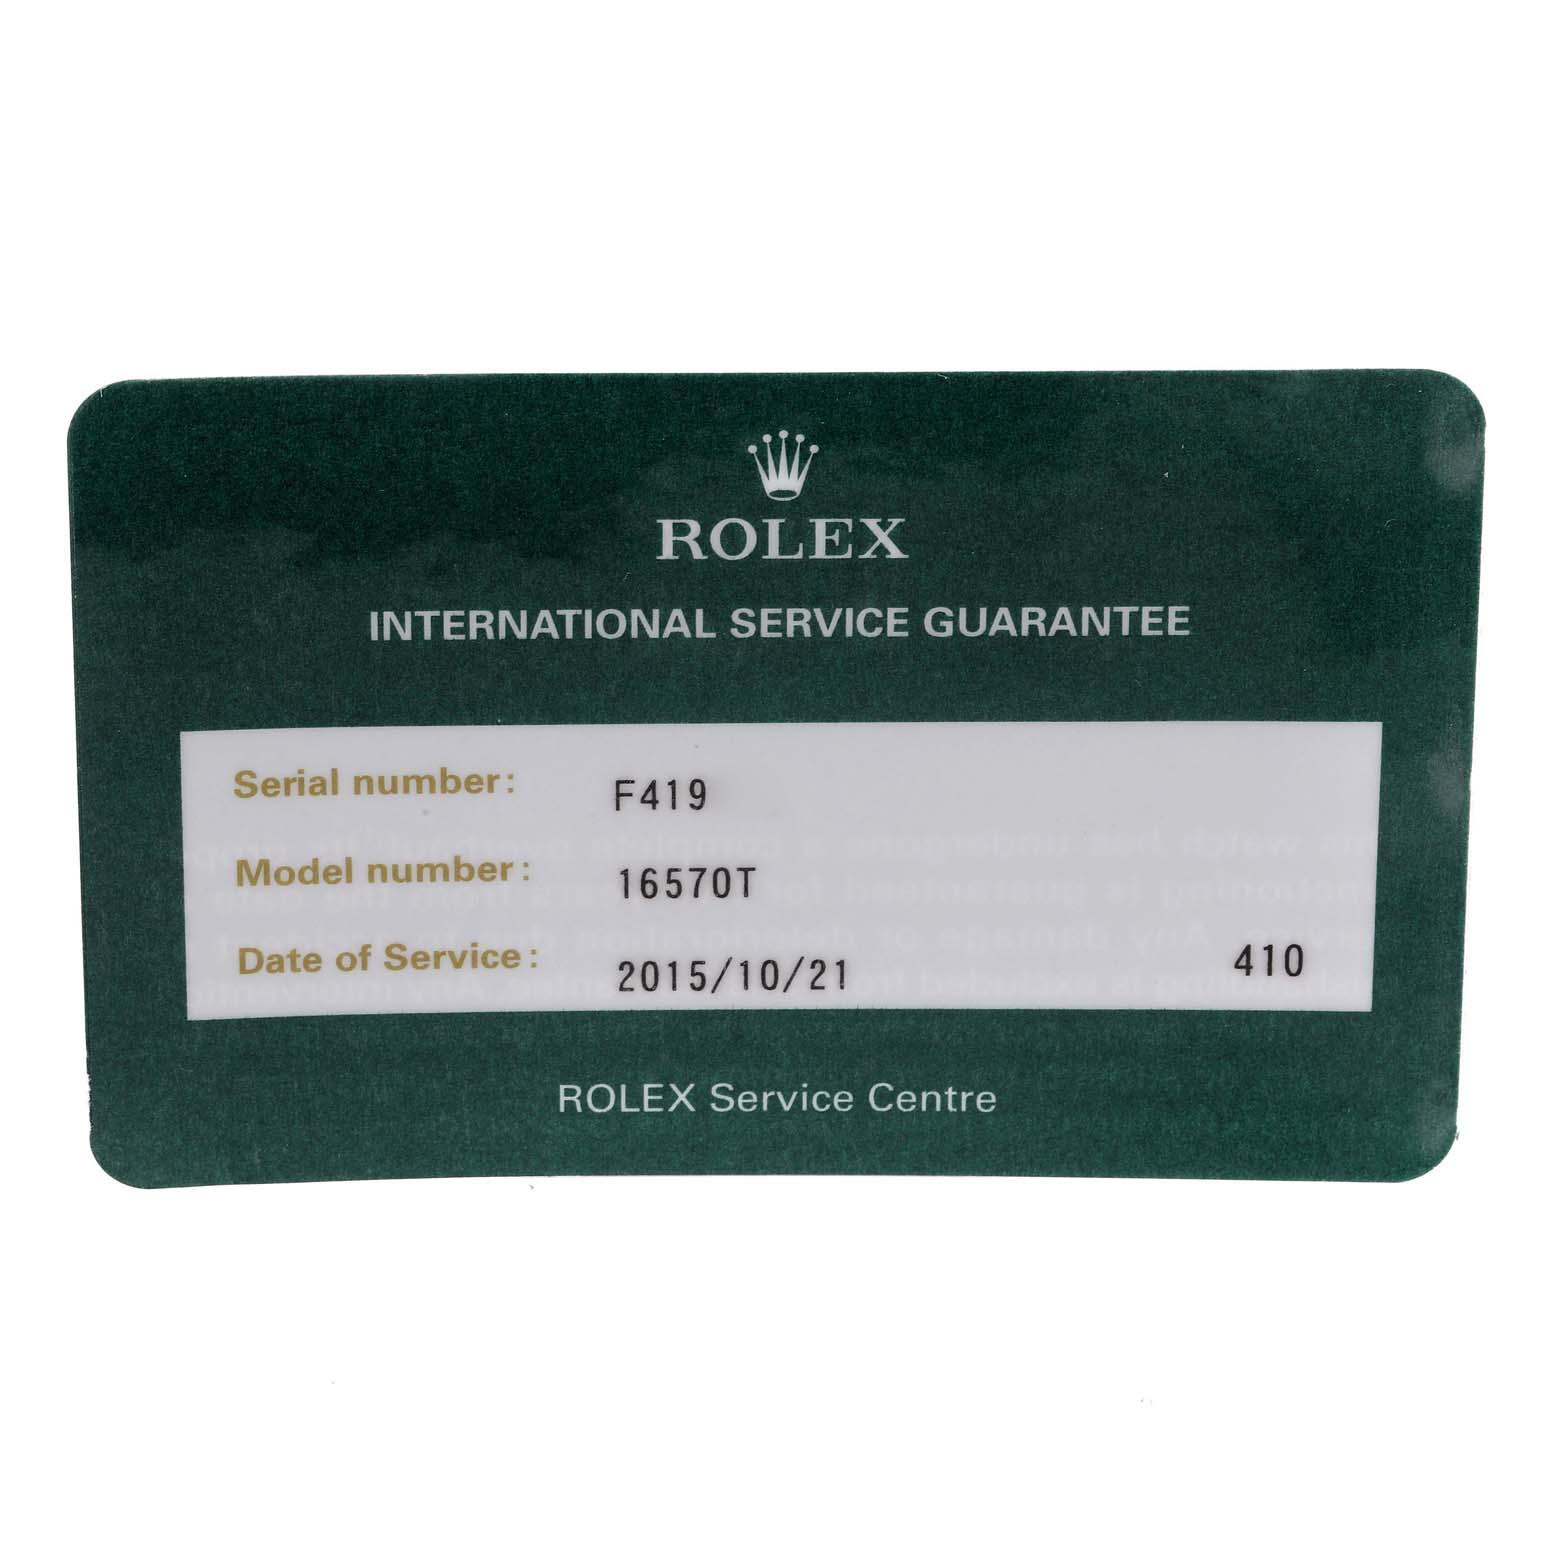 ROLEX
INTERNATIONAL SERVICE GUARANTEE
Serial number: F419
Model number: 16570T
Date of Service: 2015/10/21 410
ROLEX Service Centre